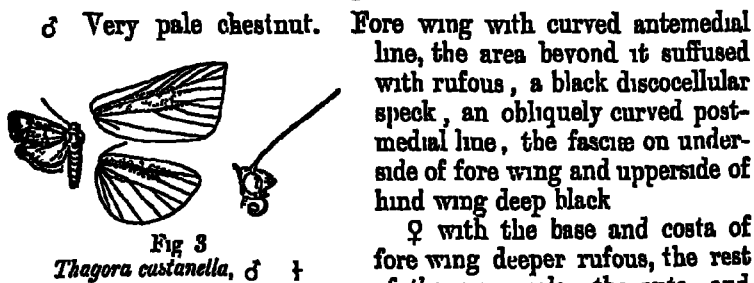 ♂ Very pale chestnut. Fore wing with curved antemedial
line, the area beyond it suffused
with rufous, a black discocellular
speck, an obliquely curved post-
medial line, the fasciæ on under-
side of fore wing and upperside of
hind wing deep black
♀ with the base and costa of
fore wing deeper rufous, the rest
Fig 3
Thagora castanella, ♂